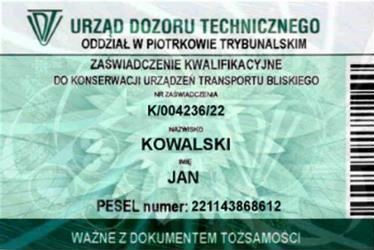 URZĄD DOZORU TECHNICZNEGO
ODDZIAŁ W PIOTRKOWIE TRYBUNALSKIM
ZAŚWIADCZENIE KWALIFIKACYJNE
DO KONSERWACJI URZĄDZEŃ TRANSPORTU BLISKIEGO
NR ZAŚWIADCZENIA
K/004236/22
NAZWISKO
KOWALSKI
IMIĘ
JAN
PESEL numer: 221143868612
WAŻNE Z DOKUMENTEM TOŻSAMOŚCI